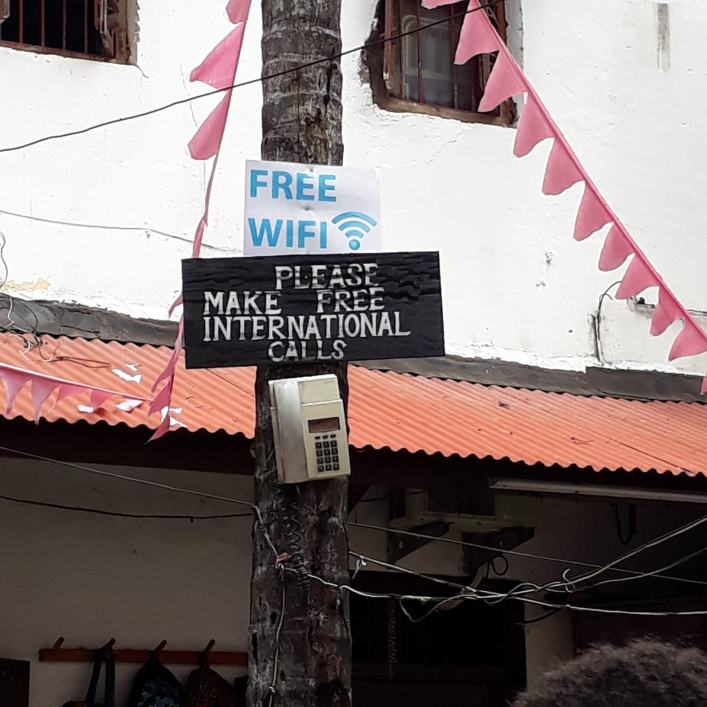 FREE
WIFI
PLEASE
MAKE FREE
INTERNATIONAL
CALLS